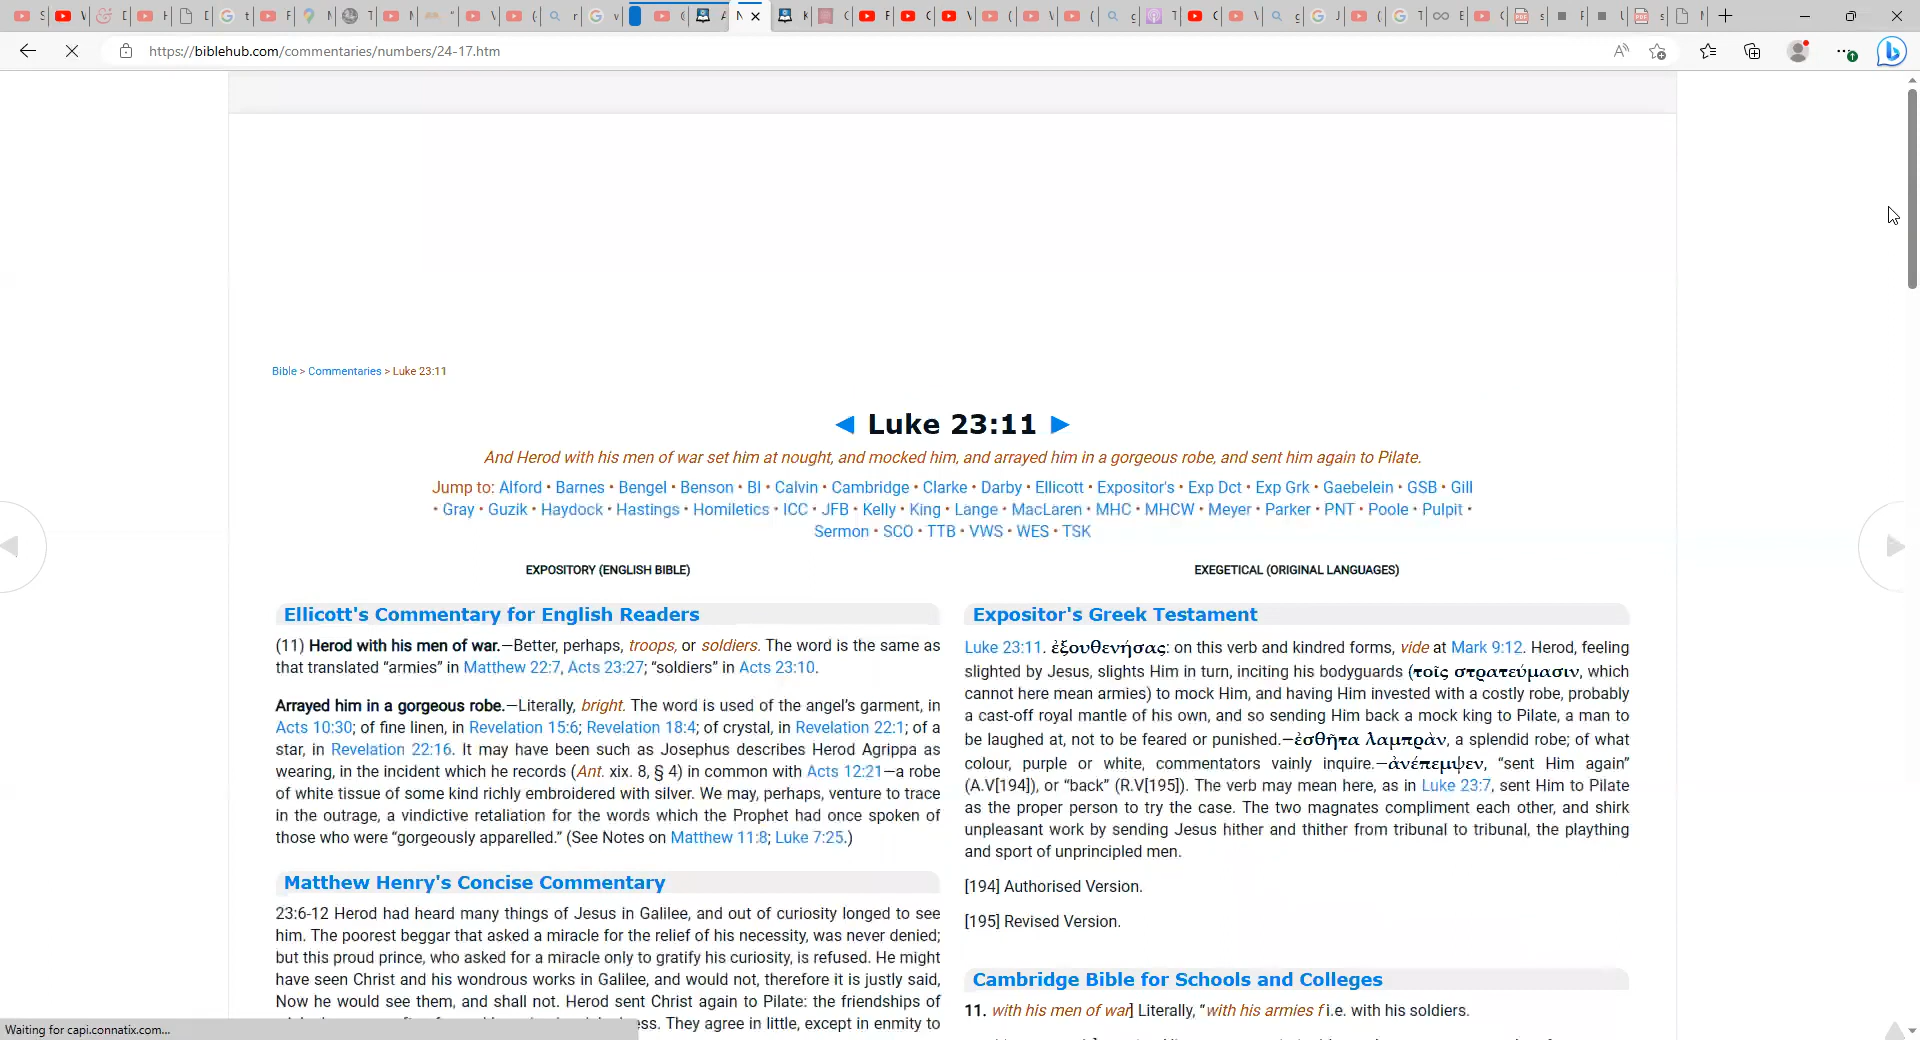 https://biblehub.com/commentaries/numbers/24-17.htm
Bible > Commentaries > Luke 23:11
◄ Luke 23:11 ►
And Herod with his men of war set him at nought, and mocked him, and arrayed him in a gorgeous robe, and sent him again to Pilate.
Jump to: Alford • Barnes • Bengel • Benson • BI • Calvin • Cambridge • Clarke • Darby • Ellicott • Expositor's • Exp Dct • Exp Grk • Gaebelein • GSB • Gill
• Gray • Guzik • Haydock • Hastings • Homiletics • ICC • JFB • Kelly • King • Lange • MacLaren • MHC • MHCW • Meyer • Parker • PNT • Poole • Pulpit •
Sermon • SCO • TTB • VWS • WES • TSK
EXPOSITORY (ENGLISH BIBLE)
Ellicott's Commentary for English Readers
(11) Herod with his men of war.—Better, perhaps, troops, or soldiers. The word is the same as
that translated “armies” in Matthew 22:7, Acts 23:27; “soldiers” in Acts 23:10.
Arrayed him in a gorgeous robe.—Literally, bright. The word is used of the angel’s garment, in
Acts 10:30; of fine linen, in Revelation 15:6; Revelation 18:4; of crystal, in Revelation 22:1; of a
star, in Revelation 22:16. It may have been such as Josephus describes Herod Agrippa as
wearing, in the incident which he records (Ant. xix. 8, § 4) in common with Acts 12:21—a robe
of white tissue of some kind richly embroidered with silver. We may, perhaps, venture to trace
in the outrage, a vindictive retaliation for the words which the Prophet had once spoken of
those who were “gorgeously apparelled.” (See Notes on Matthew 11:8; Luke 7:25.)
Matthew Henry's Concise Commentary
23:6-12 Herod had heard many things of Jesus in Galilee, and out of curiosity longed to see
him. The poorest beggar that asked a miracle for the relief of his necessity, was never denied;
but this proud prince, who asked for a miracle only to gratify his curiosity, is refused. He might
have seen Christ and his wondrous works in Galilee, and would not, therefore it is justly said,
Now he would see them, and shall not. Herod sent Christ again to Pilate: the friendships of
ess. They agree in little, except in enmity to
EXEGETICAL (ORIGINAL LANGUAGES)
Expositor's Greek Testament
Luke 23:11. ἐξουθενήσας: on this verb and kindred forms, vide at Mark 9:12. Herod, feeling
slighted by Jesus, slights Him in turn, inciting his bodyguards (τοῖς στρατεύμασιν, which
cannot here mean armies) to mock Him, and having Him invested with a costly robe, probably
a cast-off royal mantle of his own, and so sending Him back a mock king to Pilate, a man to
be laughed at, not to be feared or punished.—ἐσθῆτα λαμπρὰν, a splendid robe; of what
colour, purple or white, commentators vainly inquire.—ἀνέπεμψεν, “sent Him again”
(A.V[194]), or “back” (R.V[195]). The verb may mean here, as in Luke 23:7, sent Him to Pilate
as the proper person to try the case. The two magnates compliment each other, and shirk
unpleasant work by sending Jesus hither and thither from tribunal to tribunal, the plaything
and sport of unprincipled men.
[194] Authorised Version.
[195] Revised Version.
Cambridge Bible for Schools and Colleges
11. with his men of war] Literally, “with his armies f i.e. with his soldiers.
Waiting for capi.connatix.com...